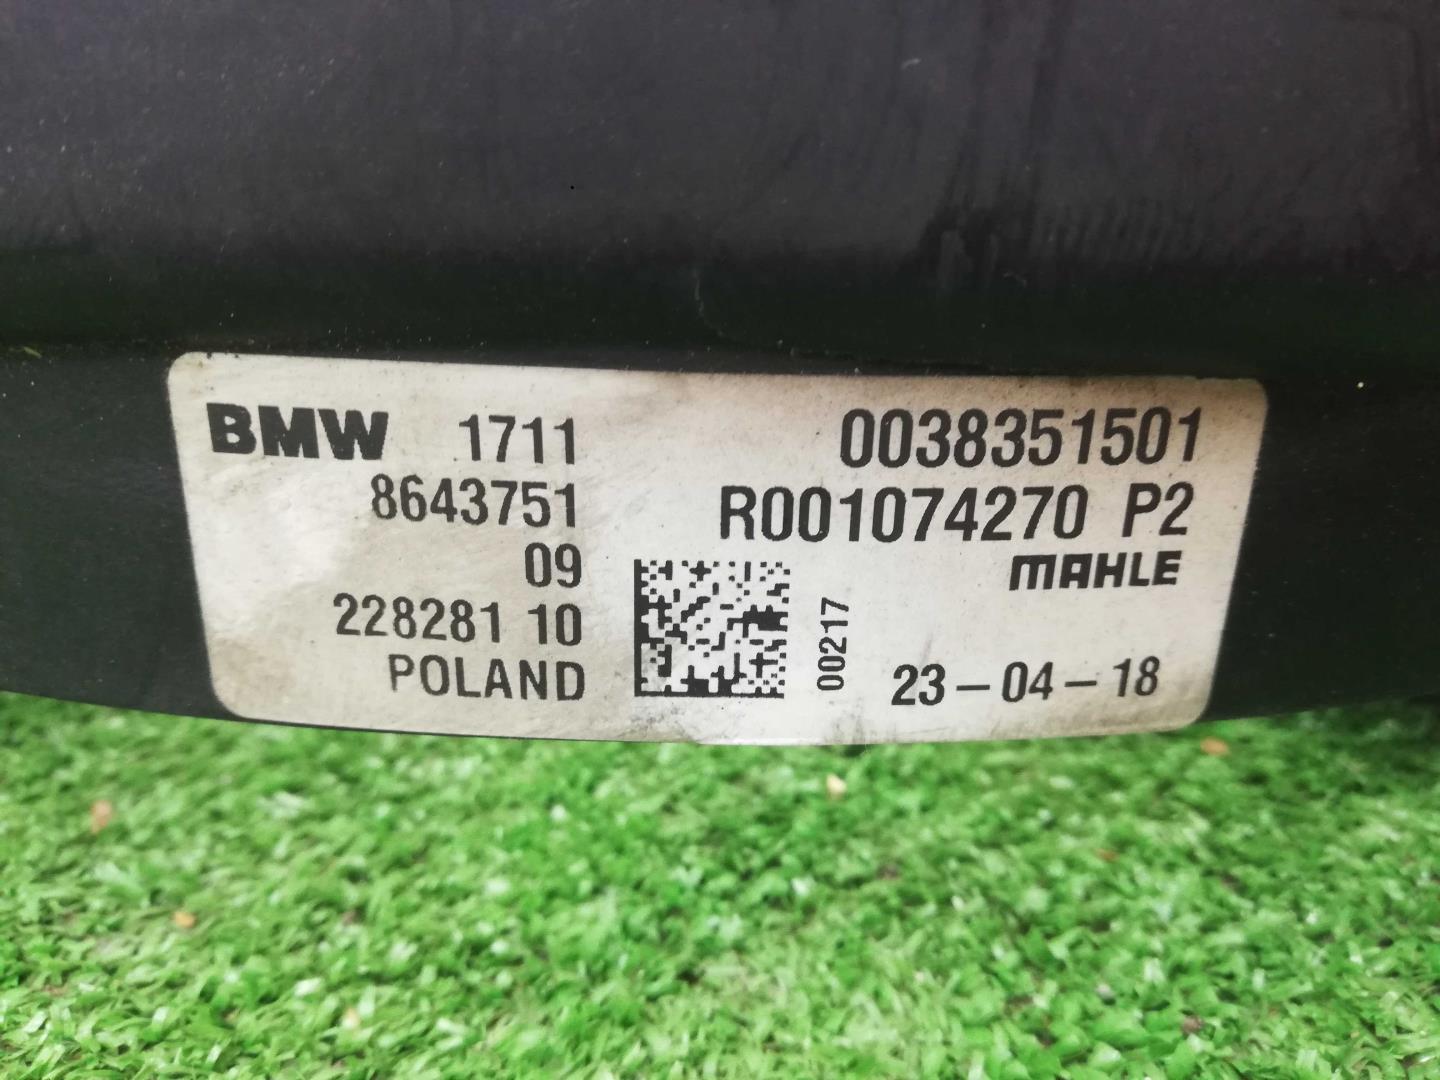 BMW 1711
8643751
09
228281 10
POLAND
0038351501
R001074270 P2
MAHLE
00217
23-04-18